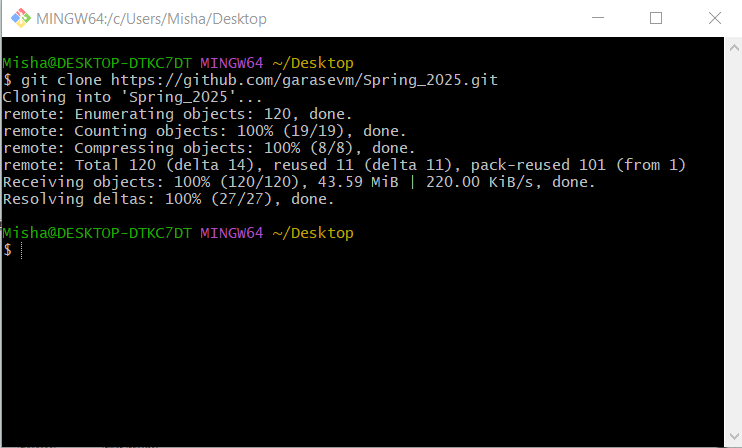 MINGW64:/c/Users/Misha/Desktop
Misha@DESKTOP-DTKC7DT MINGW64 ~/Desktop
$ git clone https://github.com/garasevm/Spring_2025.git
Cloning into 'Spring_2025'...
remote: Enumerating objects: 120, done.
remote: Counting objects: 100% (19/19), done.
remote: Compressing objects: 100% (8/8), done.
remote: Total 120 (delta 14), reused 11 (delta 11), pack-reused 101 (from 1)
Receiving objects: 100% (120/120), 43.59 MiB | 220.00 KiB/s, done.
Resolving deltas: 100% (27/27), done.
Misha@DESKTOP-DTKC7DT MINGW64 ~/Desktop
$